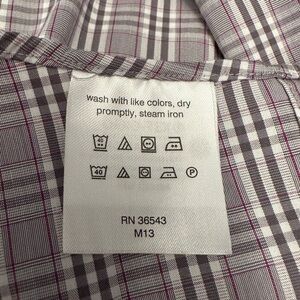 wash with like colors, dry
promptly, steam iron
40
P
RN 36543
M13